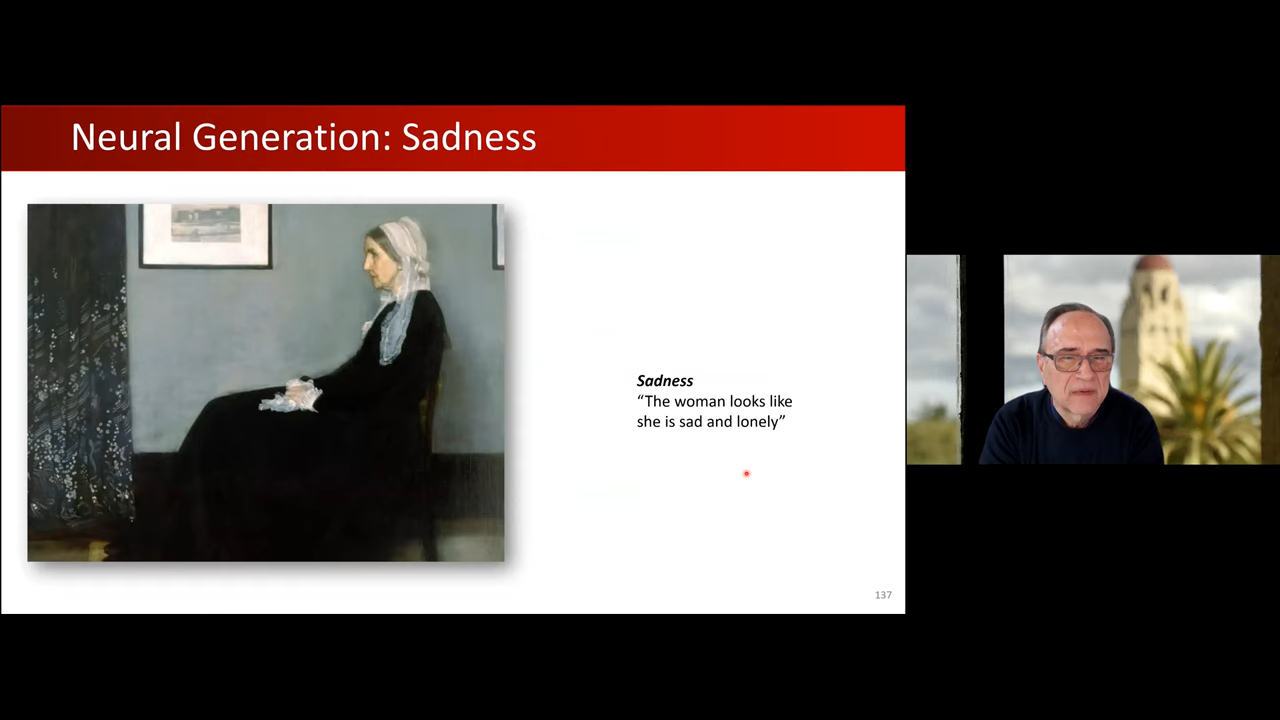 Neural Generation: Sadness
Sadness
“The woman looks like
she is sad and lonely”
137